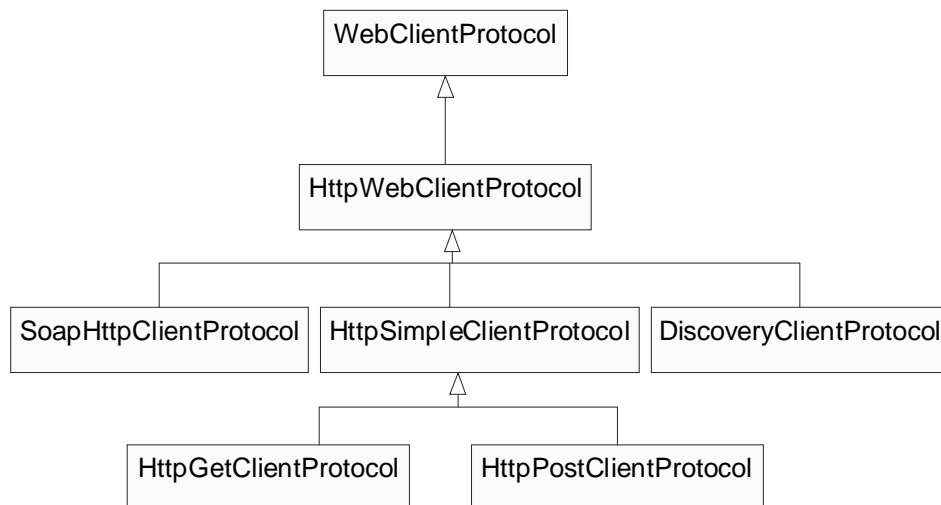 WebClientProtocol
HttpWebClientProtocol
SoapHttpClientProtocol
HttpSimpleClientProtocol
DiscoveryClientProtocol
HttpGetClientProtocol
HttpPostClientProtocol